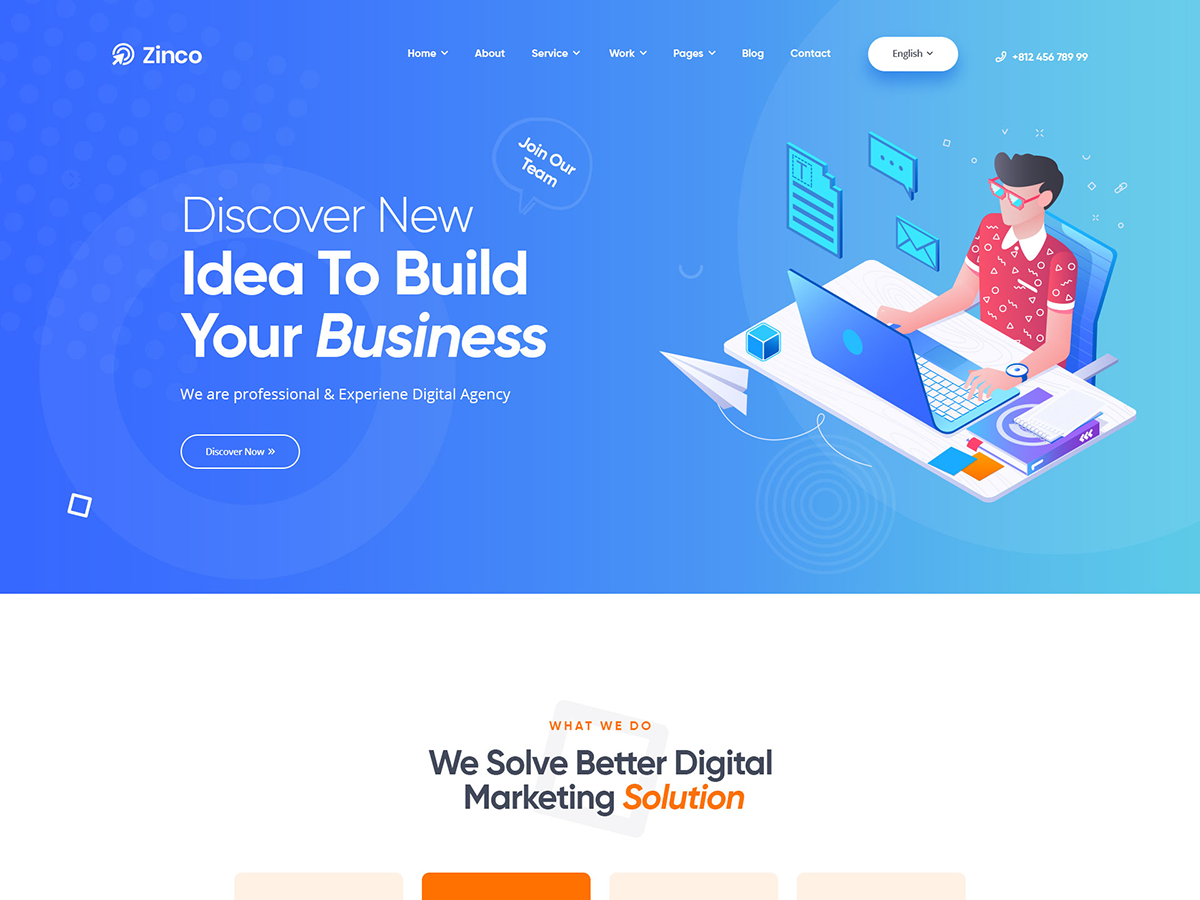 Zinco
Home
About
Service
Work
Pages
Blog
Contact
English
+812 456 789 99
Join Our
Team
Discover New
Idea To Build
Your Business
We are professional & Experiene Digital Agency
Discover Now »
T
WHAT WE DO
We Solve Better Digital
Marketing Solution